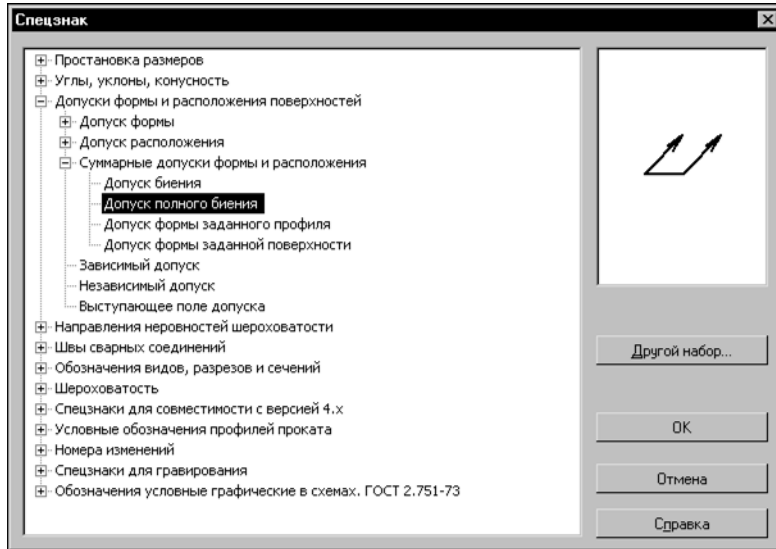 Спецзнак
Простановка размеров
Углы, уклоны, конусность
Допуски формы и расположения поверхностей
Допуск формы
Допуск расположения
Суммарные допуски формы и расположения
Допуск биения
Допуск полного биения
Допуск формы заданного профиля
Допуск формы заданной поверхности
Зависимый допуск
Независимый допуск
Выступающее поле допуска
Направления неровностей шероховатости
Швы сварных соединений
Обозначения видов, разрезов и сечений
Шероховатость
Спецзнаки для совместимости с версией 4.x
Условные обозначения профилей проката
Номера изменений
Спецзнаки для гравирования
Обозначения условные графические в схемах. ГОСТ 2.751-73
Другой набор...
OK
Отмена
Справка